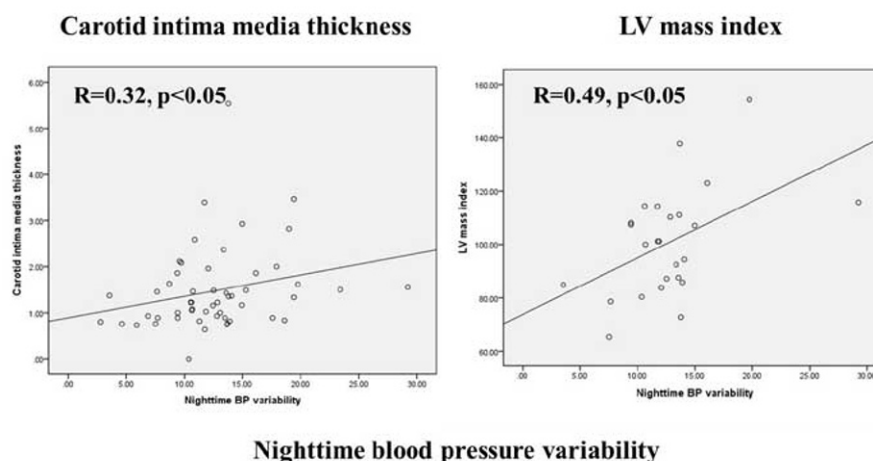 Carotid intima media thickness
LV mass index
R=0.32, p<0.05
Carotid intima media thickness
6.00
5.00
4.00
3.00
2.00
1.00
.00
.00 5.00 10.00 15.00 20.00 25.00 30.00
Nighttime BP variability
R=0.49, p<0.05
LV mass index
160.00
140.00
120.00
100.00
80.00
60.00
.00 5.00 10.00 15.00 20.00 25.00 30.00
Nighttime BP variability
Nighttime blood pressure variability